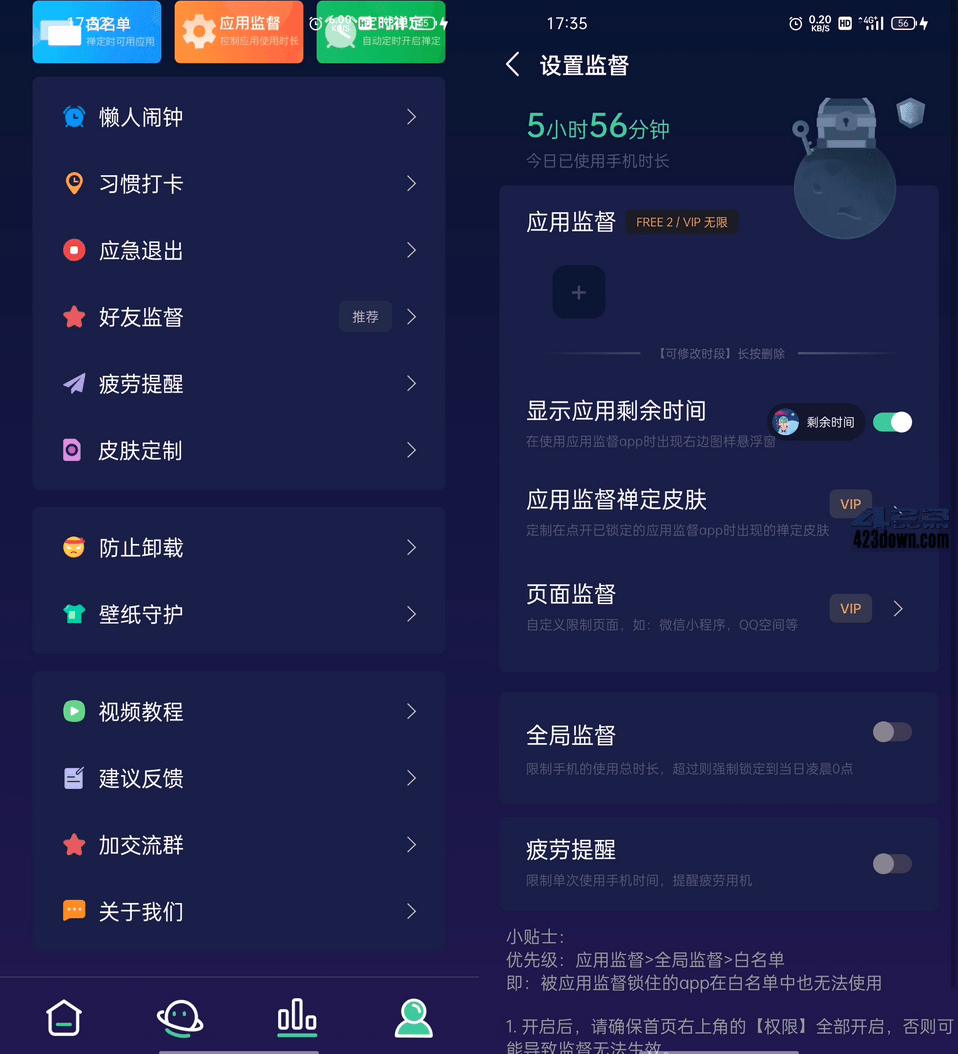 白名单
禅定时可用应用
应用监督
控制应用使用时长
定时禅定
自动定时开启禅定
懒人闹钟
习惯打卡
应急退出
好友监督
推荐
疲劳提醒
皮肤定制
防止卸载
壁纸守护
视频教程
建议反馈
加交流群
关于我们
17:35
0.20
KB/S
HD
4G
56
设置监督
5小时56分钟
今日已使用手机时长
应用监督
FREE 2 / VIP 无限
+
【可修改时段】长按删除
显示应用剩余时间
剩余时间
在使用应用监督app时出现右边图样悬浮窗
应用监督禅定皮肤
VIP
定制在点开已锁定的应用监督app时出现的禅定皮肤
423down.com
页面监督
VIP
自定义限制页面，如：微信小程序，QQ空间等
全局监督
限制手机的使用总时长，超过则强制锁定到当日凌晨0点
疲劳提醒
限制单次使用手机时间，提醒疲劳用机
小贴士：
优先级：应用监督>全局监督>白名单
即：被应用监督锁住的app在白名单中也无法使用
1. 开启后，请确保首页右上角的【权限】全部开启，否则可
能导致监督无法生效。